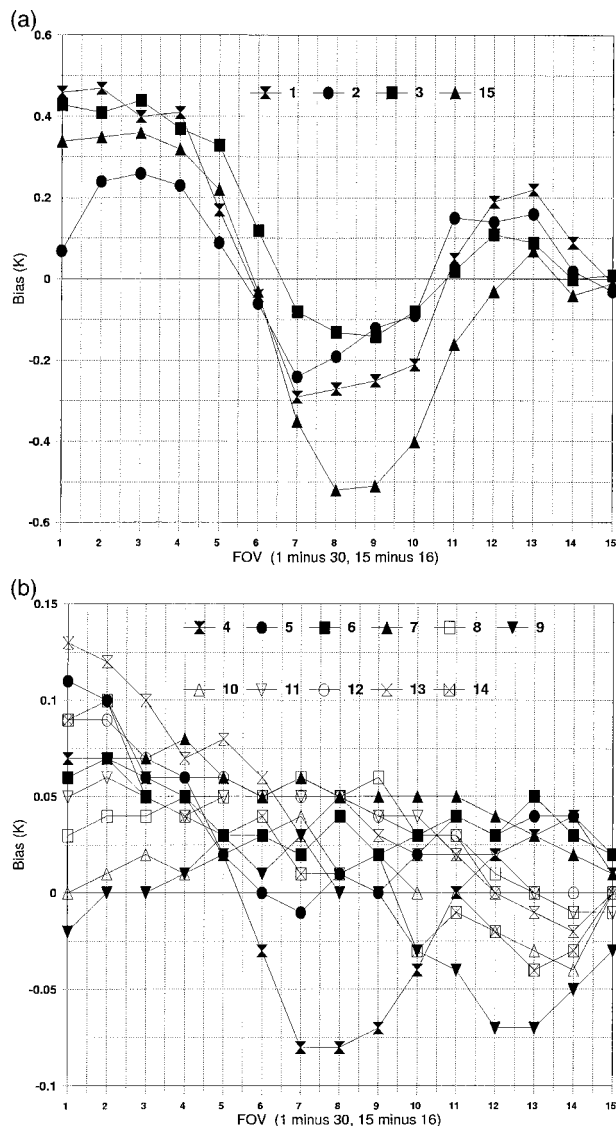 (a)
0.6
1 2 3 15
0.4
0.2
Bias (K)
0
-0.2
-0.4
-0.6
1 2 3 4 5 6 7 8 9 10 11 12 13 14 15
FOV (1 minus 30, 15 minus 16)
(b)
0.15
4 5 6 7 8 9
10 11 12 13 14
0.1
0.05
Bias (K)
0
-0.05
-0.1
1 2 3 4 5 6 7 8 9 10 11 12 13 14 15
FOV (1 minus 30, 15 minus 16)